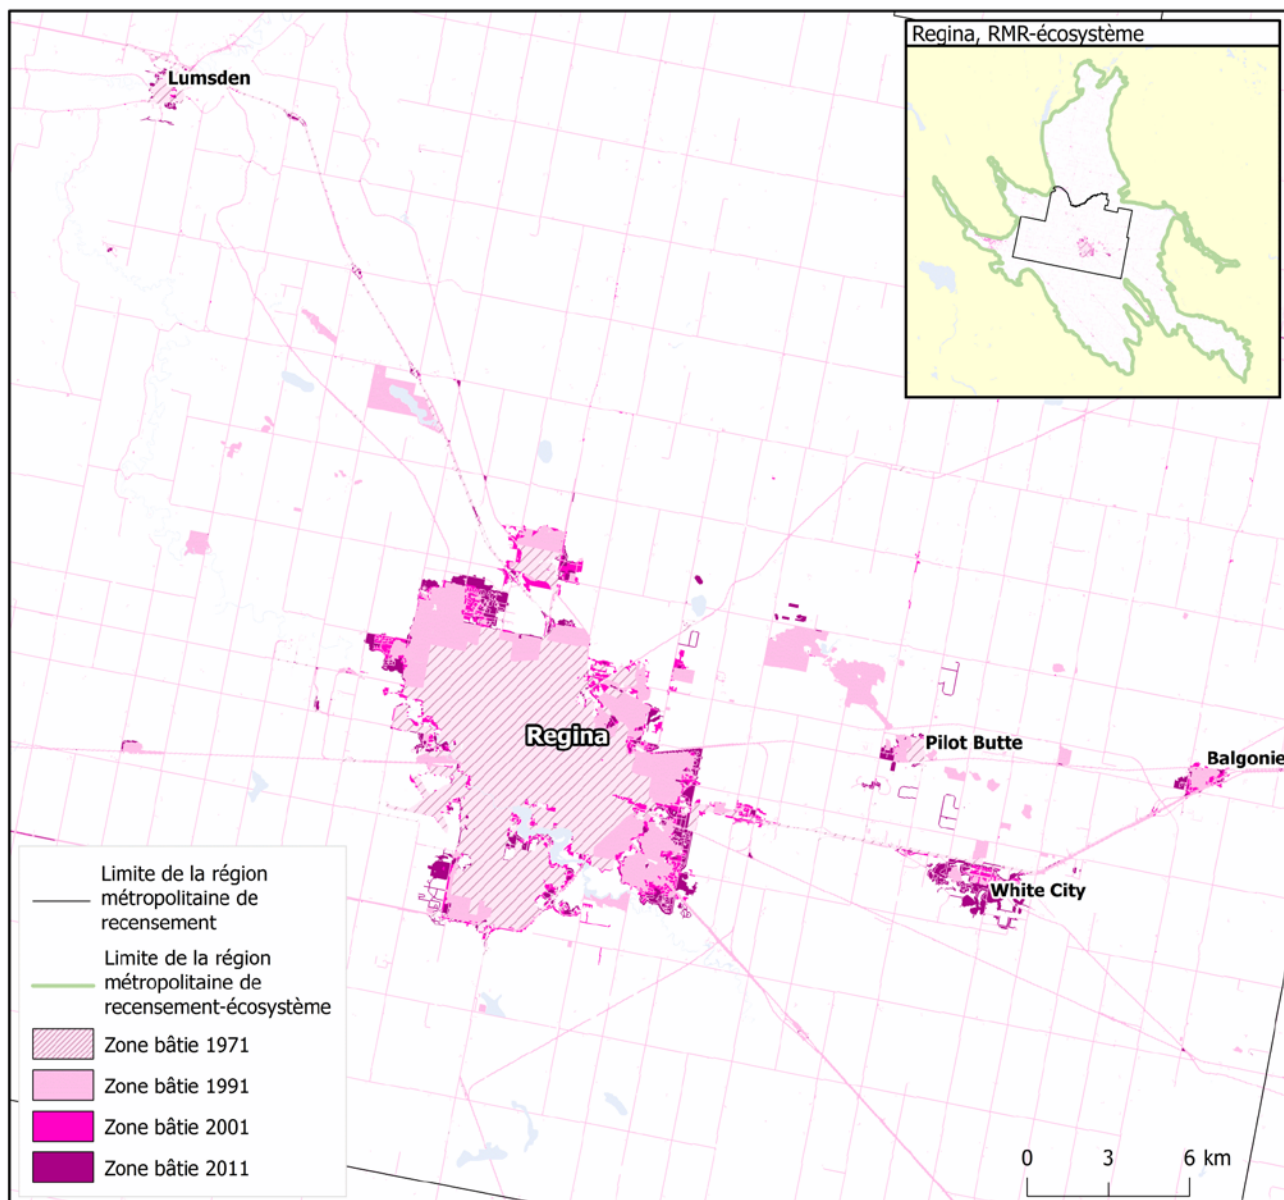 Regina, RMR-écosystème
Lumsden
Regina
Pilot Butte
Balgonie
White City
Limite de la région
métropolitaine de
recensement
Limite de la région
métropolitaine de
recensement-écosystème
Zone bâtie 1971
Zone bâtie 1991
Zone bâtie 2001
Zone bâtie 2011
0 3 6 km